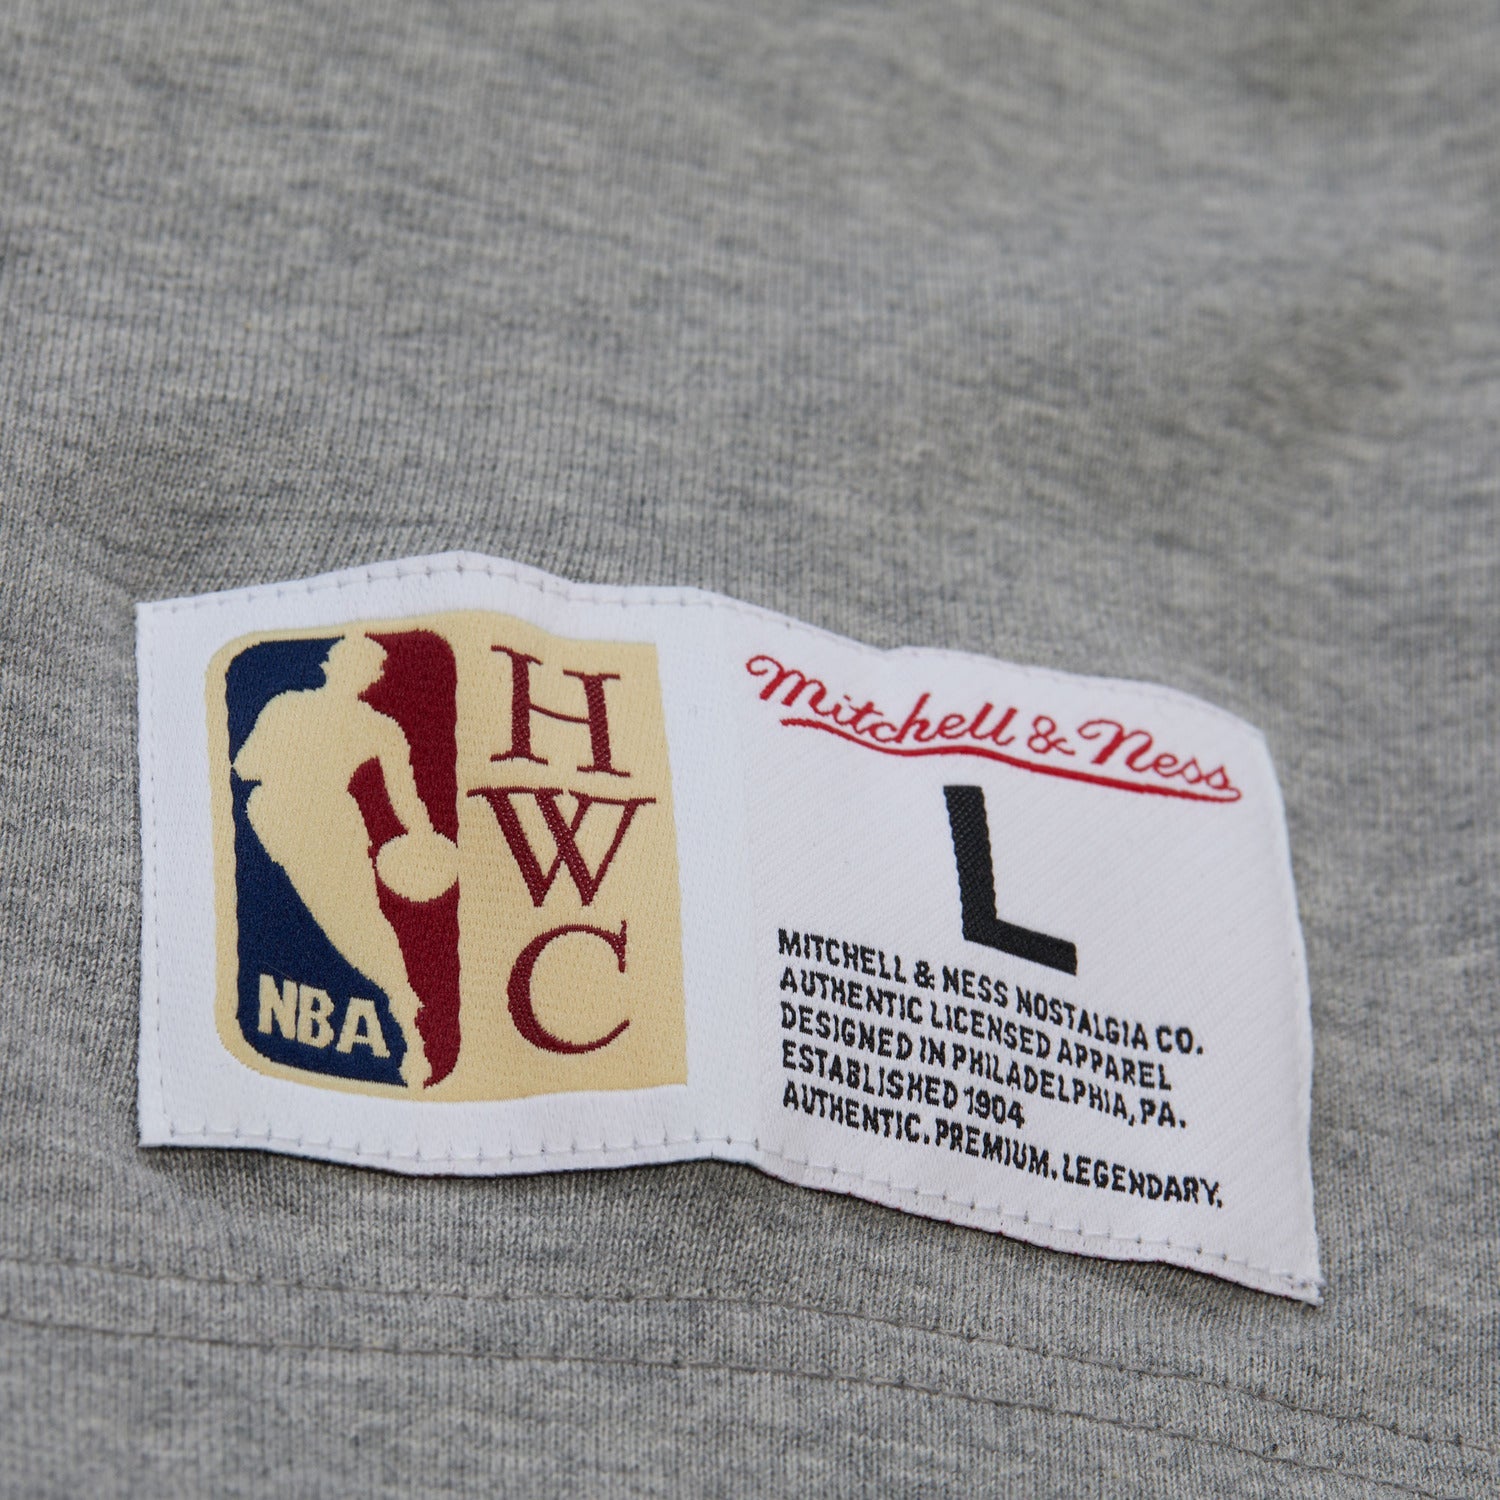 NBA
H
W
C
Mitchell & Ness
L
MITCHELL & NESS NOSTALGIA CO.
AUTHENTIC LICENSED APPAREL
DESIGNED IN PHILADELPHIA, PA.
ESTABLISHED 1904
AUTHENTIC. PREMIUM. LEGENDARY.